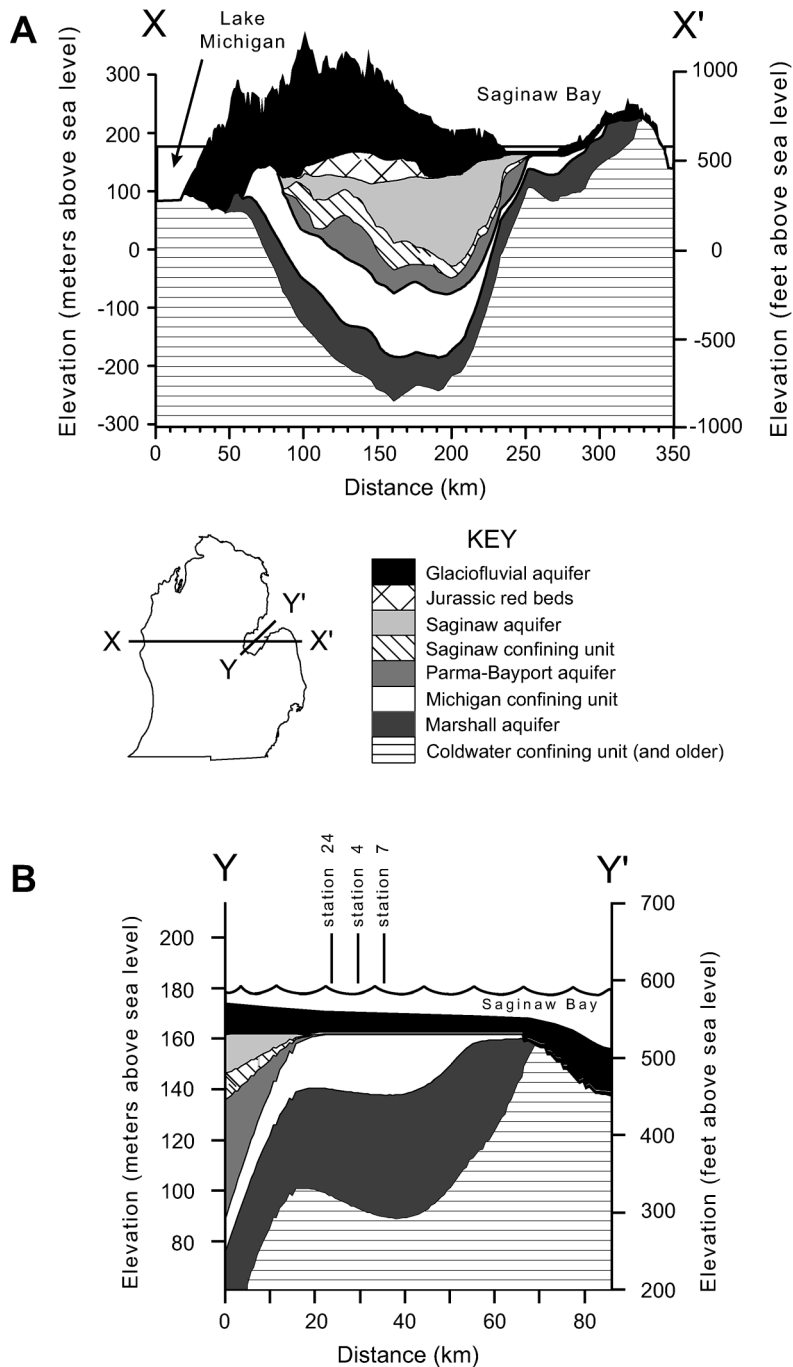 A
X
X'
Lake
Michigan
Saginaw Bay
Elevation (meters above sea level)
300
200
100
0
-100
-200
-300
Elevation (feet above sea level)
1000
500
0
-500
-1000
0 50 100 150 200 250 300 350
Distance (km)
X
X'
Y
Y'
KEY
Glaciofluvial aquifer
Jurassic red beds
Saginaw aquifer
Saginaw confining unit
Parma-Bayport aquifer
Michigan confining unit
Marshall aquifer
Coldwater confining unit (and older)
B
Y
Y'
station 24
station 4
station 7
Saginaw Bay
Elevation (meters above sea level)
200
180
160
140
120
100
80
Elevation (feet above sea level)
700
600
500
400
300
200
0 20 40 60 80
Distance (km)